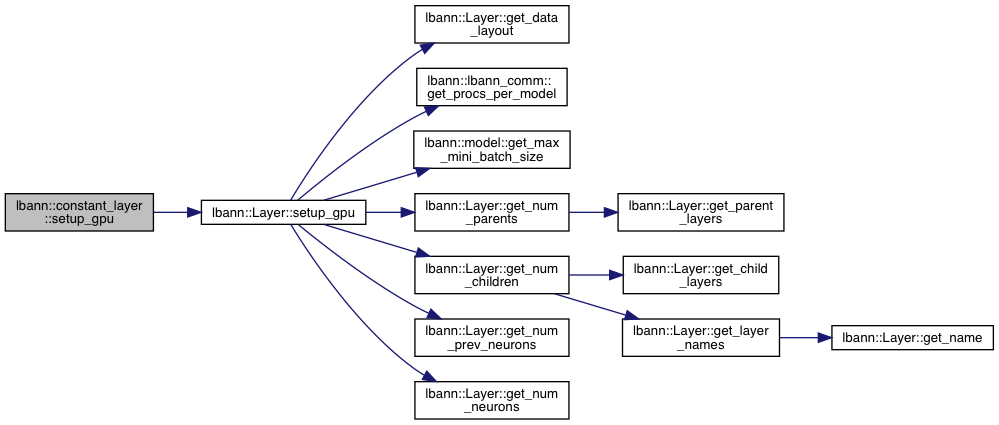 lbann::Layer::get_data
_layout
lbann::lbann_comm::
get_procs_per_model
lbann::model::get_max
_mini_batch_size
lbann::constant_layer
::setup_gpu
lbann::Layer::setup_gpu
lbann::Layer::get_num
_parents
lbann::Layer::get_parent
_layers
lbann::Layer::get_num
_children
lbann::Layer::get_child
_layers
lbann::Layer::get_num
_prev_neurons
lbann::Layer::get_layer
_names
lbann::Layer::get_name
lbann::Layer::get_num
_neurons